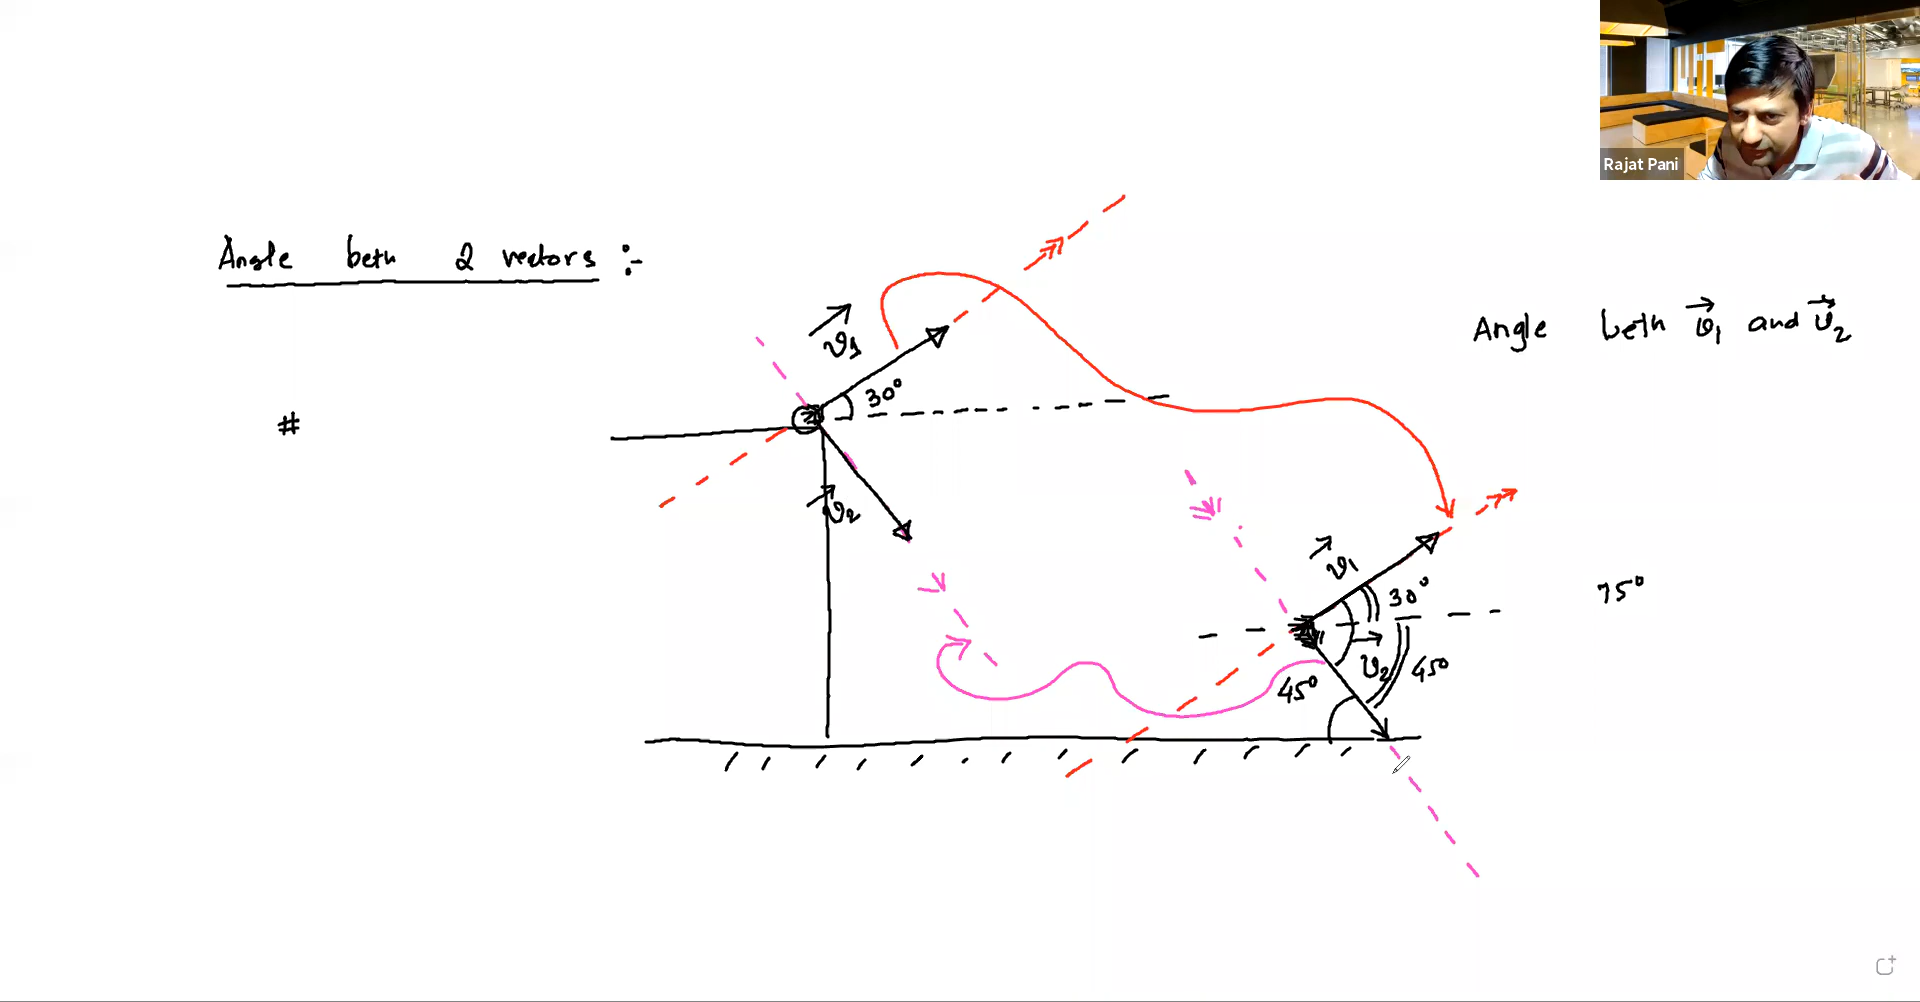 Rajat Pani
Angle betn 2 vectors :-
Angle betn v1 and v2
v1
30°
#
v2
v1
30°
75°
v2
45°
45°